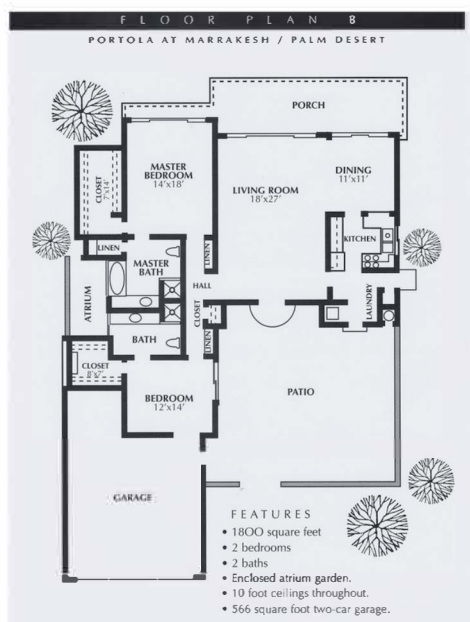 FLOOR PLAN B
PORTOLA AT MARRAKESH / PALM DESERT
PORCH
MASTER
BEDROOM
14'x18'
CLOSET
7'x14'
LIVING ROOM
18'x27'
DINING
11'x11'
KITCHEN
LINEN
MASTER
BATH
LINEN
HALL
ATRIUM
CLOSET
LAUNDRY
BATH
LINEN
CLOSET
8'x7'
BEDROOM
12'x14'
PATIO
GARAGE
FEATURES
• 1800 square feet
• 2 bedrooms
• 2 baths
• Enclosed atrium garden.
• 10 foot ceilings throughout.
• 566 square foot two-car garage.